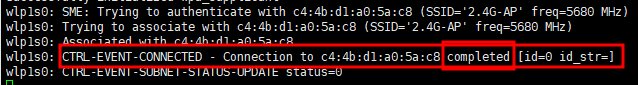 wlp1s0: SME: Trying to authenticate with c4:4b:d1:a0:5a:c8 (SSID='2.4G-AP' freq=5680 MHz)
wlp1s0: Trying to associate with c4:4b:d1:a0:5a:c8 (SSID='2.4G-AP' freq=5680 MHz)
wlp1s0: Associated with c4:4b:d1:a0:5a:c8
wlp1s0: CTRL-EVENT-CONNECTED - Connection to c4:4b:d1:a0:5a:c8 completed [id=0 id_str=]
wlp1s0: CTRL-EVENT-SUBNET-STATUS-UPDATE status=0